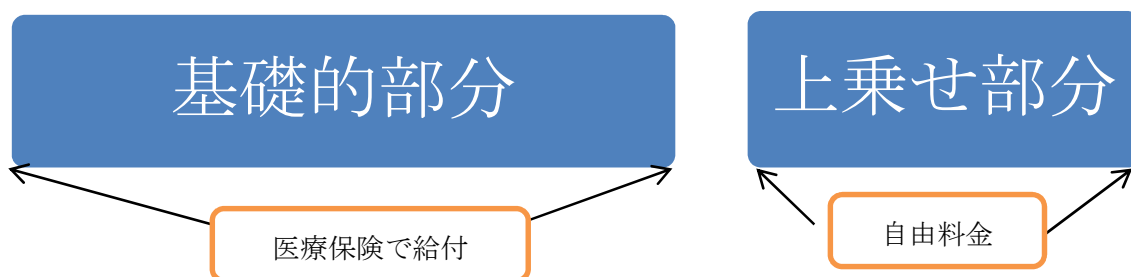 基礎的部分
上乗せ部分
医療保険で給付
自由料金